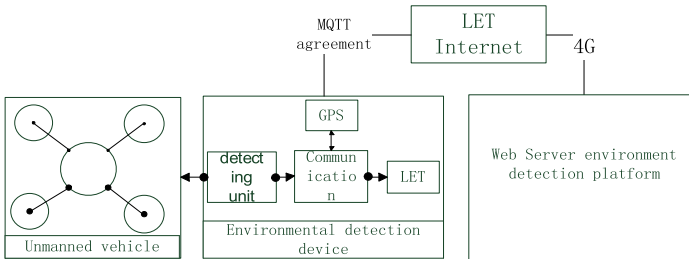 MQTT
agreement
LET
Internet
4G
GPS
detect
ing
unit
Commun
icatio
n
LET
Unmanned vehicle
Environmental detection
device
Web Server environment
detection platform